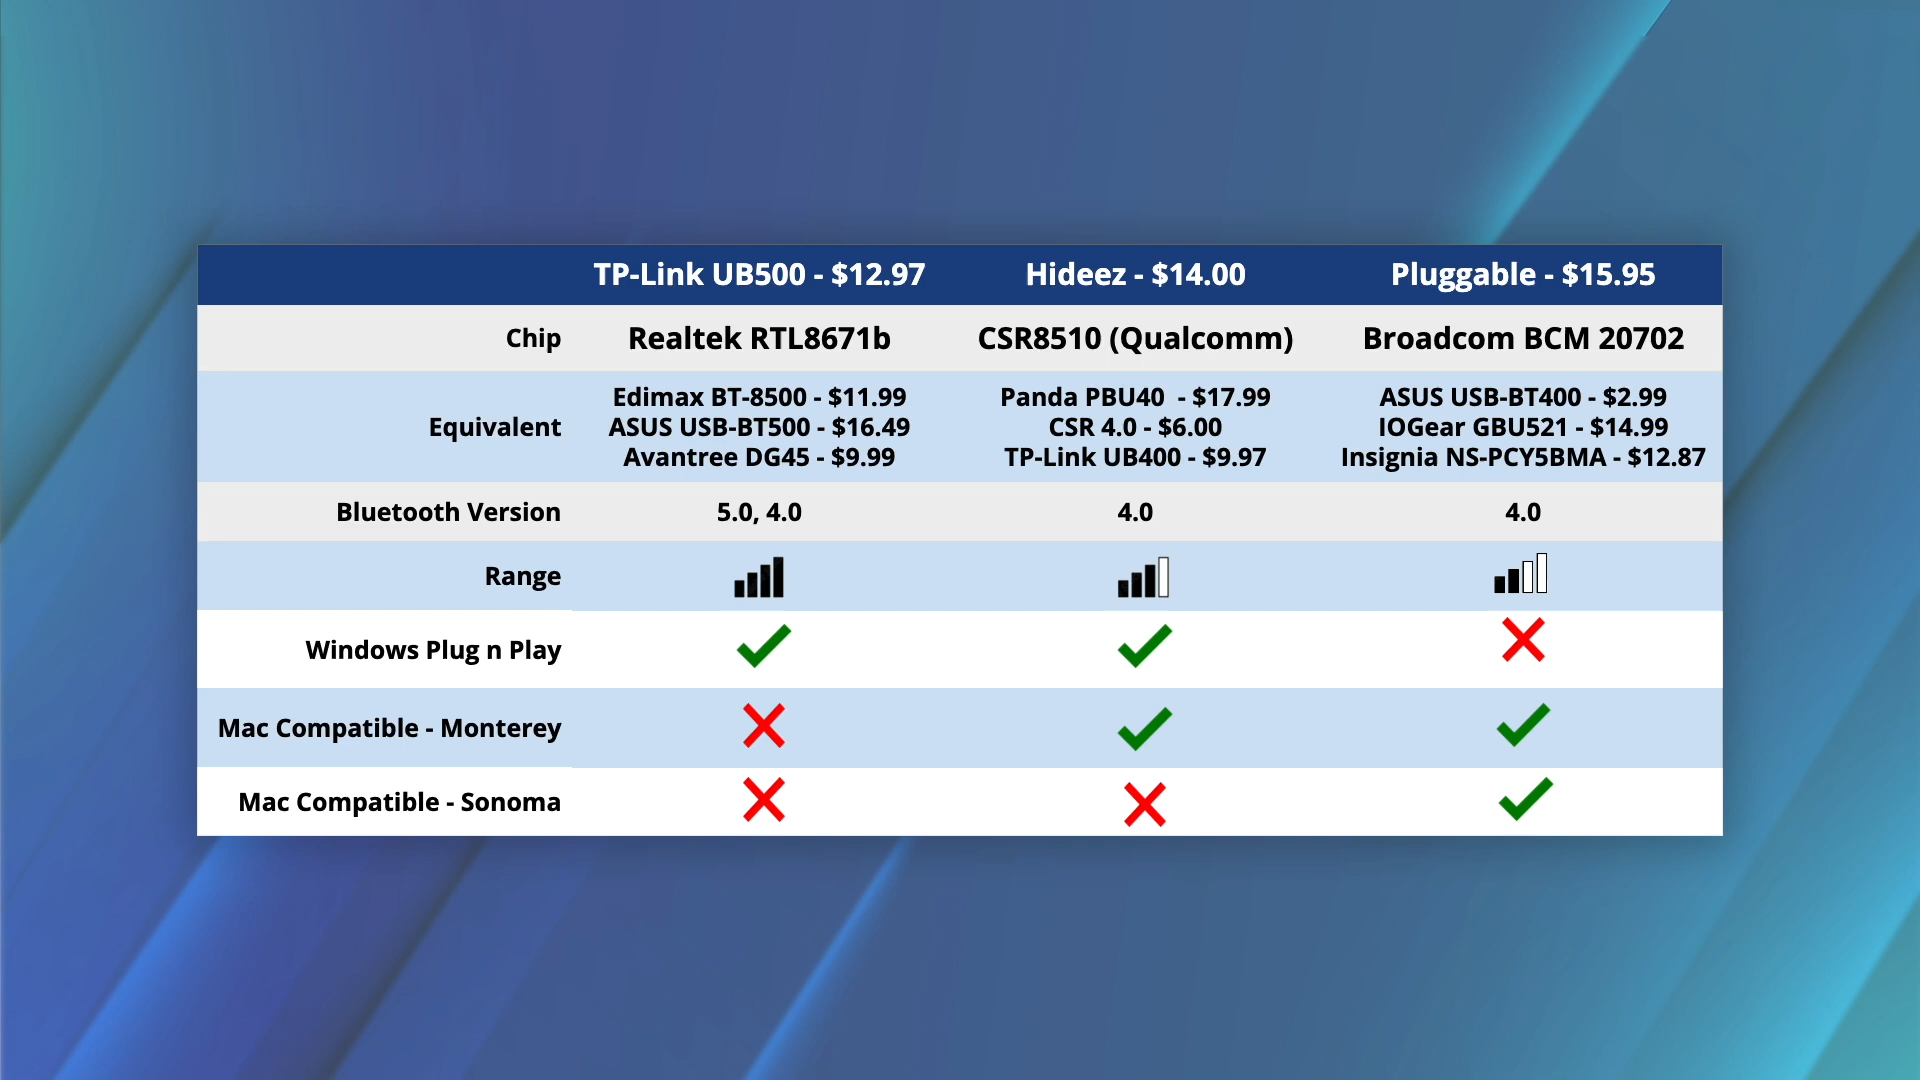 TP-Link UB500 - $12.97 Hideez - $14.00 Pluggable - $15.95
Chip Realtek RTL8671b CSR8510 (Qualcomm) Broadcom BCM 20702
Edimax BT-8500 - $11.99 Panda PBU40 - $17.99 ASUS USB-BT400 - $2.99
Equivalent ASUS USB-BT500 - $16.49 CSR 4.0 - $6.00 IOGear GBU521 - $14.99
Avantree DG45 - $9.99 TP-Link UB400 - $9.97 Insignia NS-PCY5BMA - $12.87
Bluetooth Version 5.0, 4.0 4.0 4.0
Range
Windows Plug n Play
Mac Compatible - Monterey
Mac Compatible - Sonoma